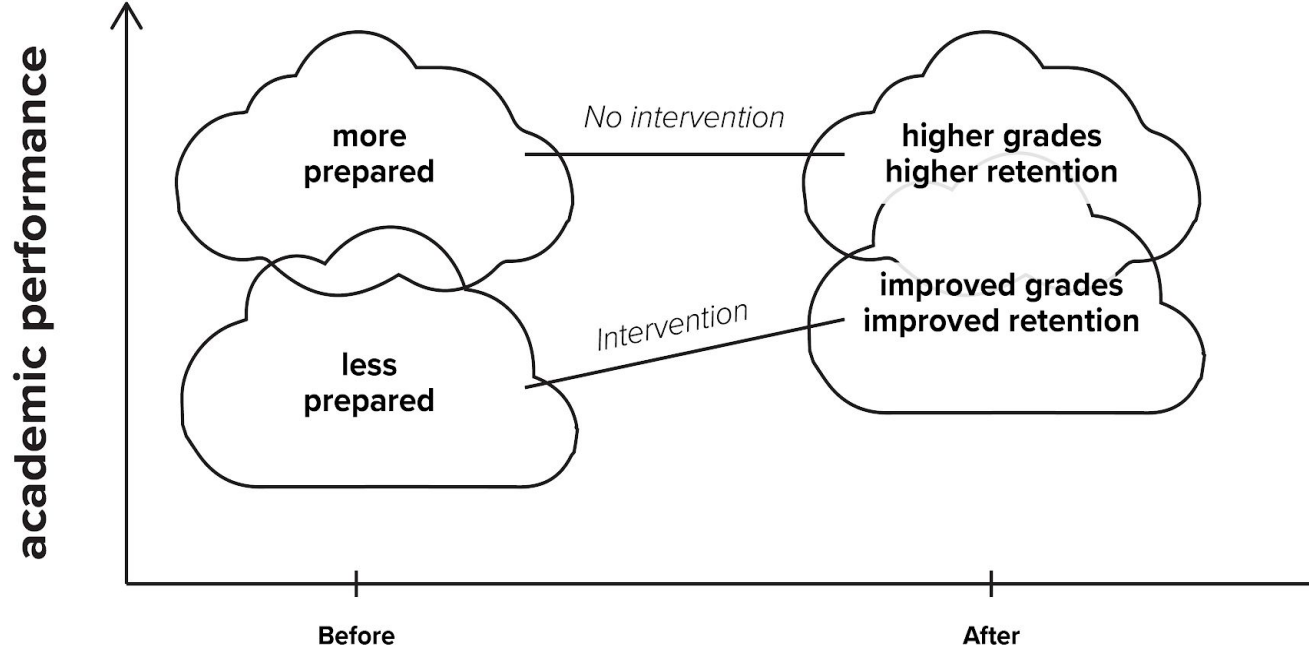 academic performance
more
prepared
No intervention
higher grades
higher retention
less
prepared
Intervention
improved grades
improved retention
Before
After